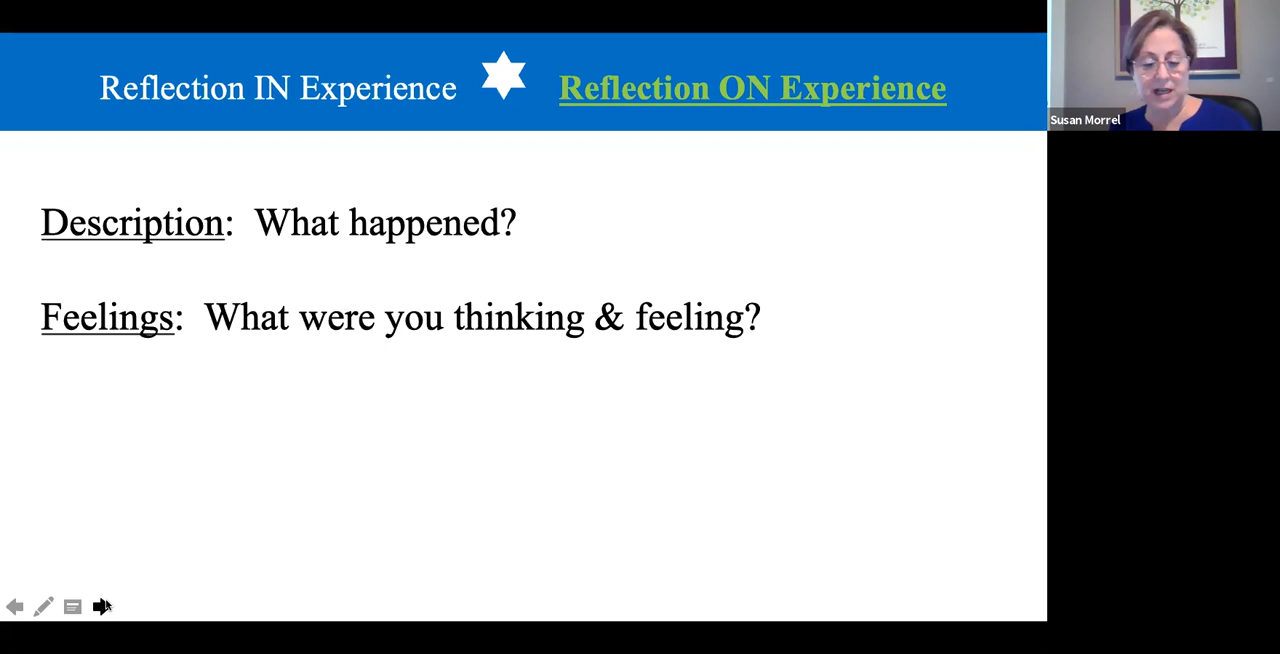 Reflection IN Experience
Reflection ON Experience
Susan Morrel
Description: What happened?
Feelings: What were you thinking & feeling?